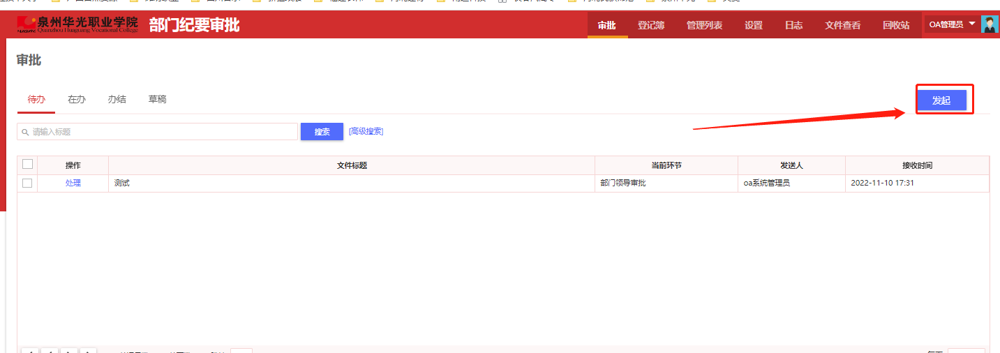 泉州华光职业学院
Quanzhou Huaguang Vocational College
部门纪要审批
审批 登记簿 管理列表 设置 日志 文件查看 回收站 OA管理员
审批
待办 在办 办结 草稿 发起
请输入标题 搜索 [高级搜索]
操作 文件标题 当前环节 发送人 接收时间
处理 测试 部门领导审批 oa系统管理员 2022-11-10 17:31